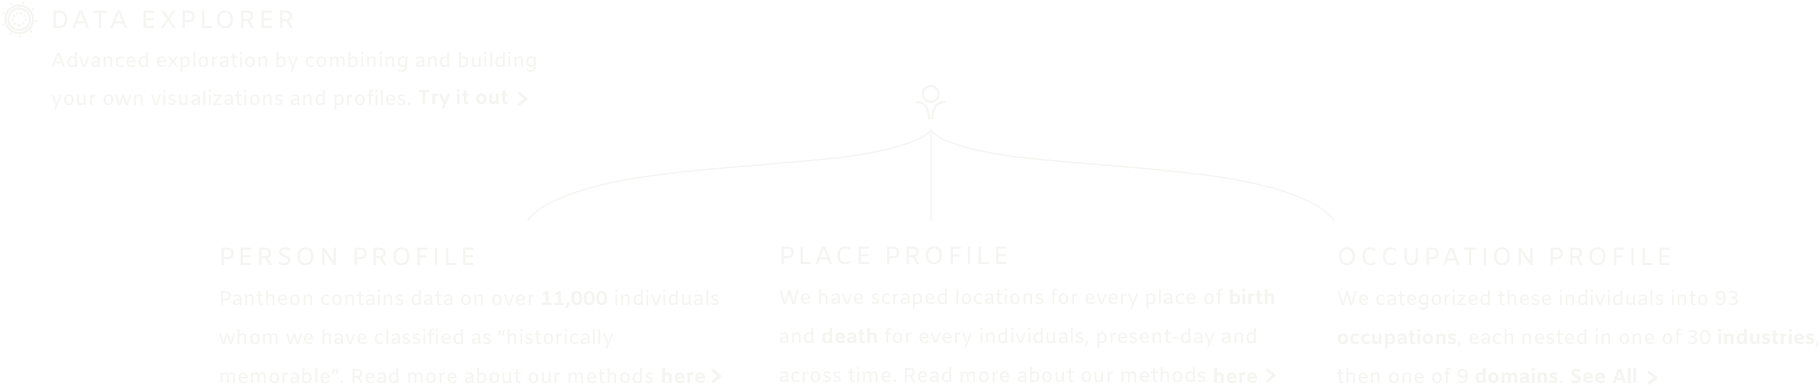 DATA EXPLORER
Advanced exploration by combining and building
your own visualizations and profiles. Try it out >
PERSON PROFILE
Pantheon contains data on over 11,000 individuals
whom we have classified as “historically
memorable”. Read more about our methods here >
PLACE PROFILE
We have scraped locations for every place of birth
and death for every individuals, present-day and
across time. Read more about our methods here >
OCCUPATION PROFILE
We categorized these individuals into 93
occupations, each nested in one of 30 industries,
then one of 9 domains. See All >